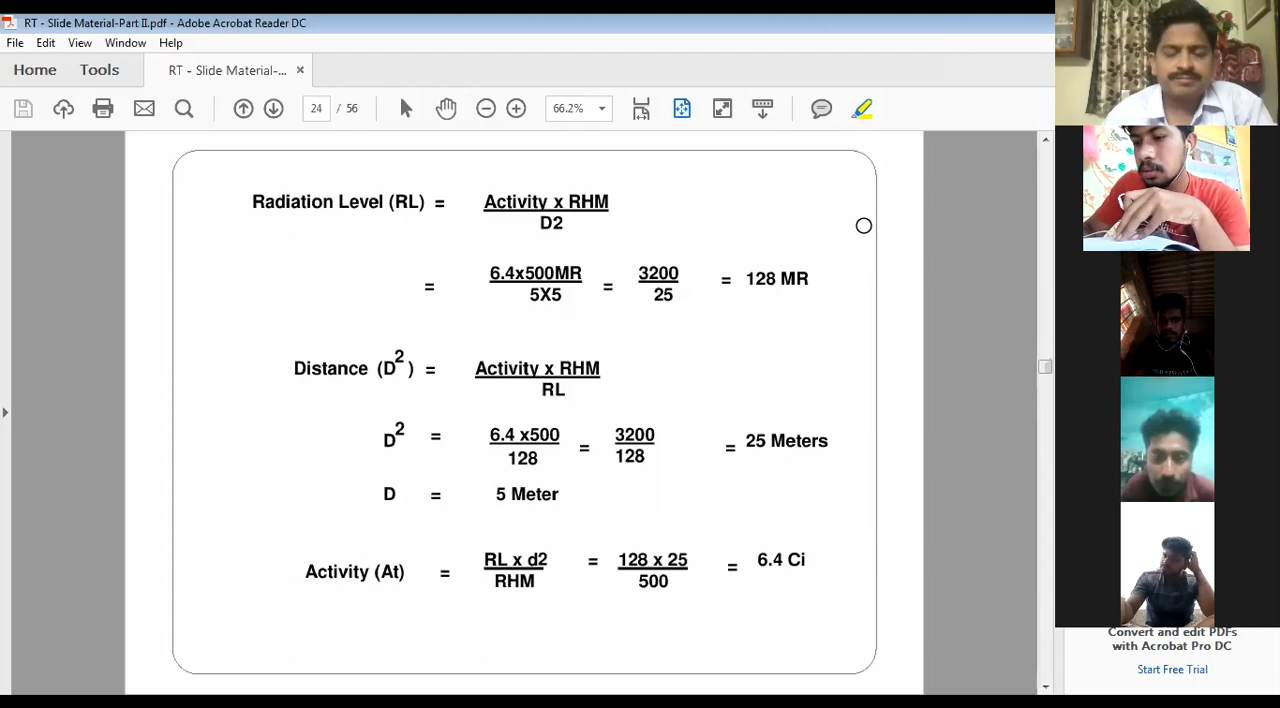 RT - Slide Material-Part II.pdf - Adobe Acrobat Reader DC
File Edit View Window Help
Home Tools RT - Slide Material-... ×
24 / 56 66.2%
Radiation Level (RL) = Activity x RHM
D2
= 6.4x500MR = 3200 = 128 MR
5X5 25
Distance (D2) = Activity x RHM
RL
D2 = 6.4 x500 = 3200 = 25 Meters
128 128
D = 5 Meter
Activity (At) = RL x d2 = 128 x 25 = 6.4 Ci
RHM 500
Convert and edit PDFs
with Acrobat Pro DC
Start Free Trial